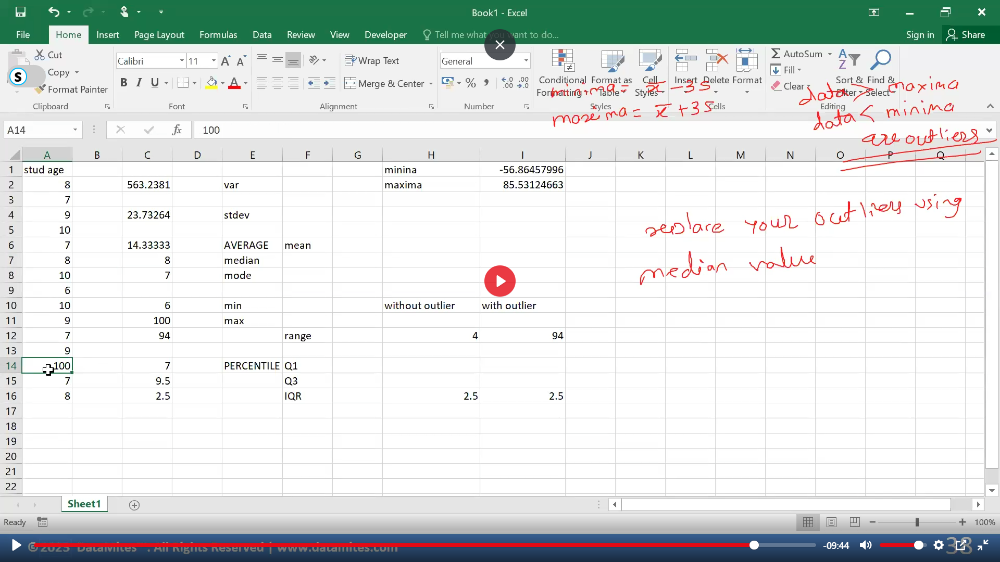 Book1 - Excel
File Home Insert Page Layout Formulas Data Review View Developer Tell me what you want to do... Sign in Share
Cut
Copy
Format Painter
Clipboard
Calibri 11
B I U
Font
Wrap Text
Merge & Center
Alignment
General
Number
Conditional Formatting
Format as Table
Cell Styles
Styles
Insert Delete Format
Cells
AutoSum
Fill
Clear
Sort & Filter
Find & Select
Editing
S
minima = x̅ - 3S
maxima = x̅ + 3S
data > maxima
data < minima
are outliers
A14 fx 100
A B C D E F G H I J K L M N O P Q
1 stud age minina -56.86457996
2 8 563.2381 var maxima 85.53124663
3 7
4 9 23.73264 stdev
5 10
6 7 14.33333 AVERAGE mean
7 8 8 median
8 10 7 mode
9 6
10 10 6 min without outlier with outlier
11 9 100 max
12 7 94 range 4 94
13 9
14 100 7 PERCENTILE Q1
15 7 9.5 Q3
16 8 2.5 IQR 2.5 2.5
17
18
19
20
21
22
replace your outliers using
median value
Sheet1
Ready 100%
© 2023 DataMites™. All Rights Reserved | www.datamites.com -09:44 38